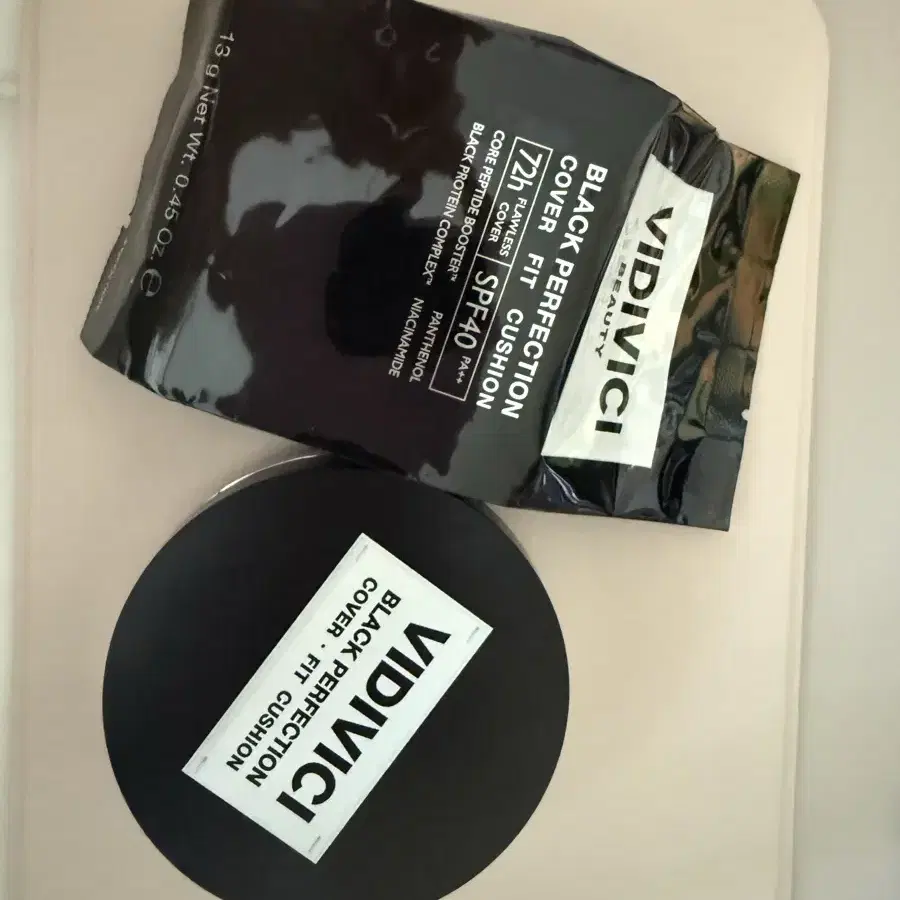 VIDIVICI
BEAUTY
BLACK PERFECTION
COVER FIT CUSHION
72h FLAWLESS COVER SPF40 PA++
CORE PEPTIDE BOOSTER™ PANTHENOL
BLACK PROTEIN COMPLEX™ NIACINAMIDE
13 g Net Wt. 0.45 Oz. ℮
VIDIVICI
BLACK PERFECTION
COVER · FIT CUSHION